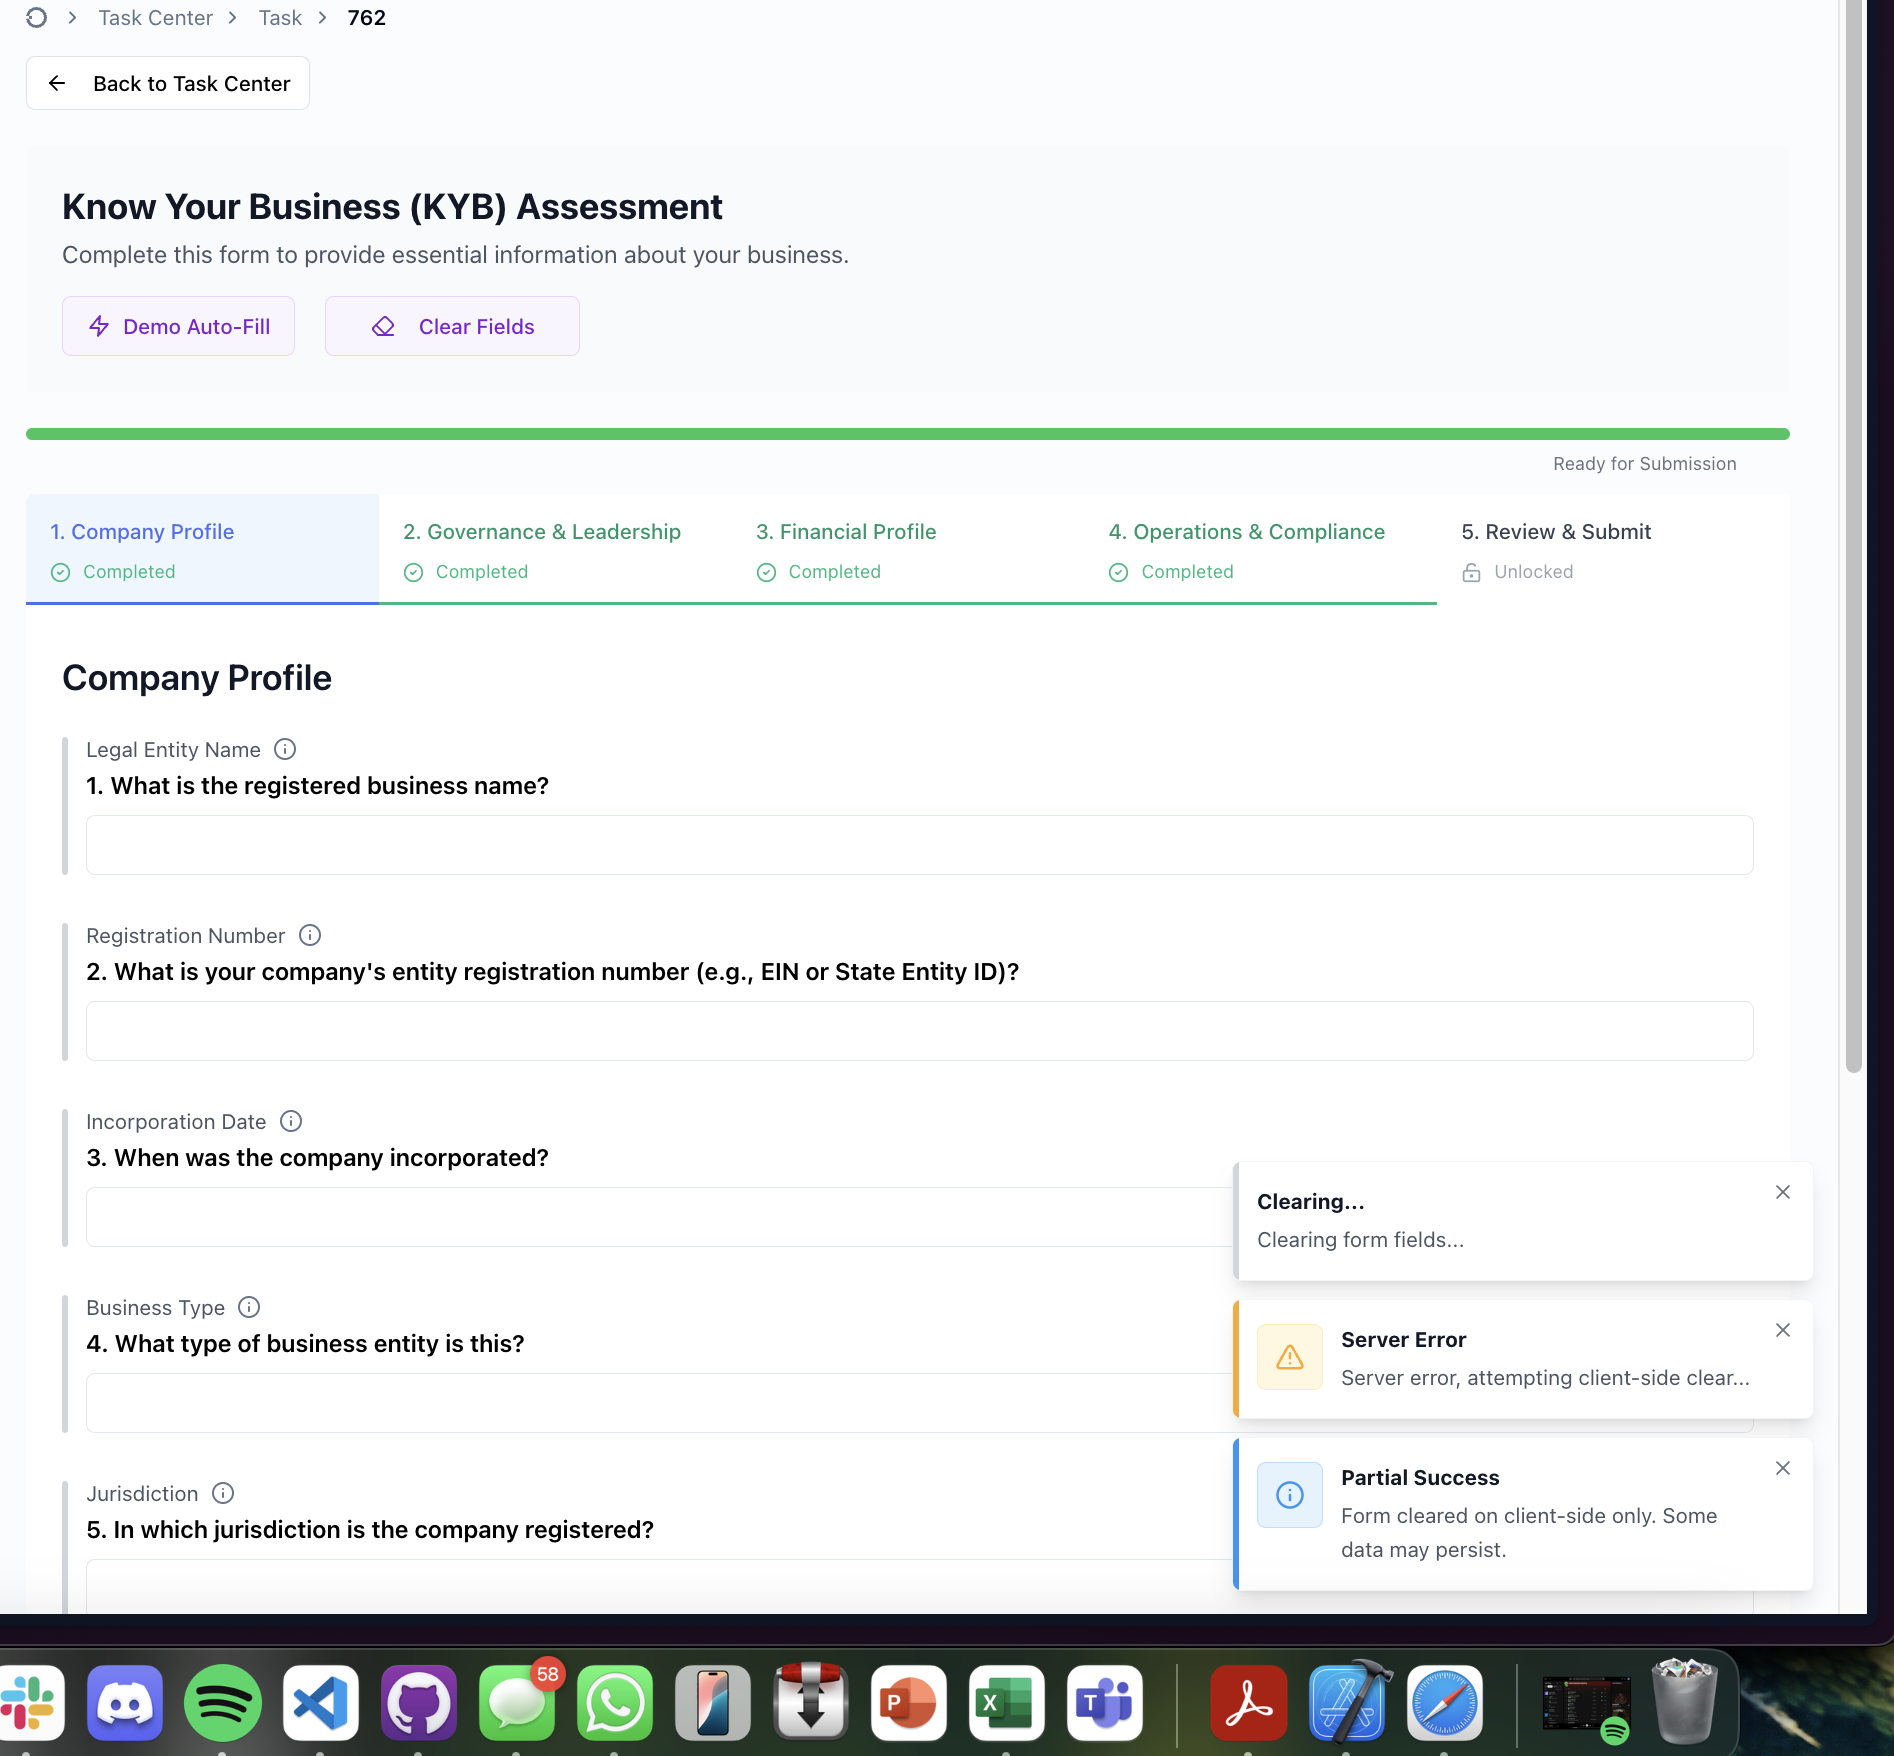 Task Center
Task
762
Back to Task Center
Know Your Business (KYB) Assessment
Complete this form to provide essential information about your business.
Demo Auto-Fill
Clear Fields
Ready for Submission
1. Company Profile
Completed
2. Governance & Leadership
Completed
3. Financial Profile
Completed
4. Operations & Compliance
Completed
5. Review & Submit
Unlocked
Company Profile
Legal Entity Name
1. What is the registered business name?
Registration Number
2. What is your company's entity registration number (e.g., EIN or State Entity ID)?
Incorporation Date
3. When was the company incorporated?
Business Type
4. What type of business entity is this?
Jurisdiction
5. In which jurisdiction is the company registered?
Clearing...
Clearing form fields...
Server Error
Server error, attempting client-side clear...
Partial Success
Form cleared on client-side only. Some
data may persist.
58
P
X
T